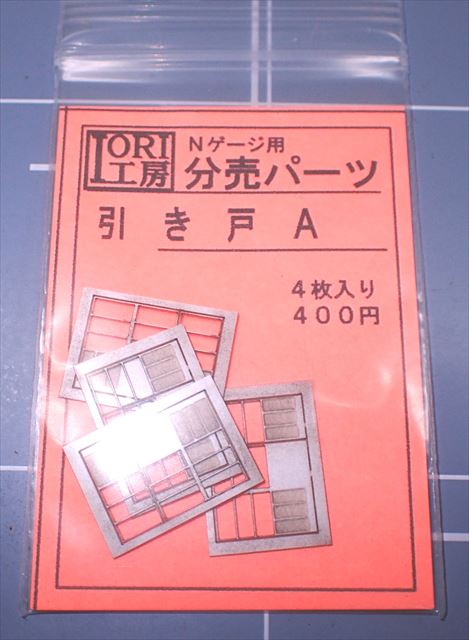 IORI工房
Nゲージ用
分売パーツ
引き戸A
4枚入り
400円